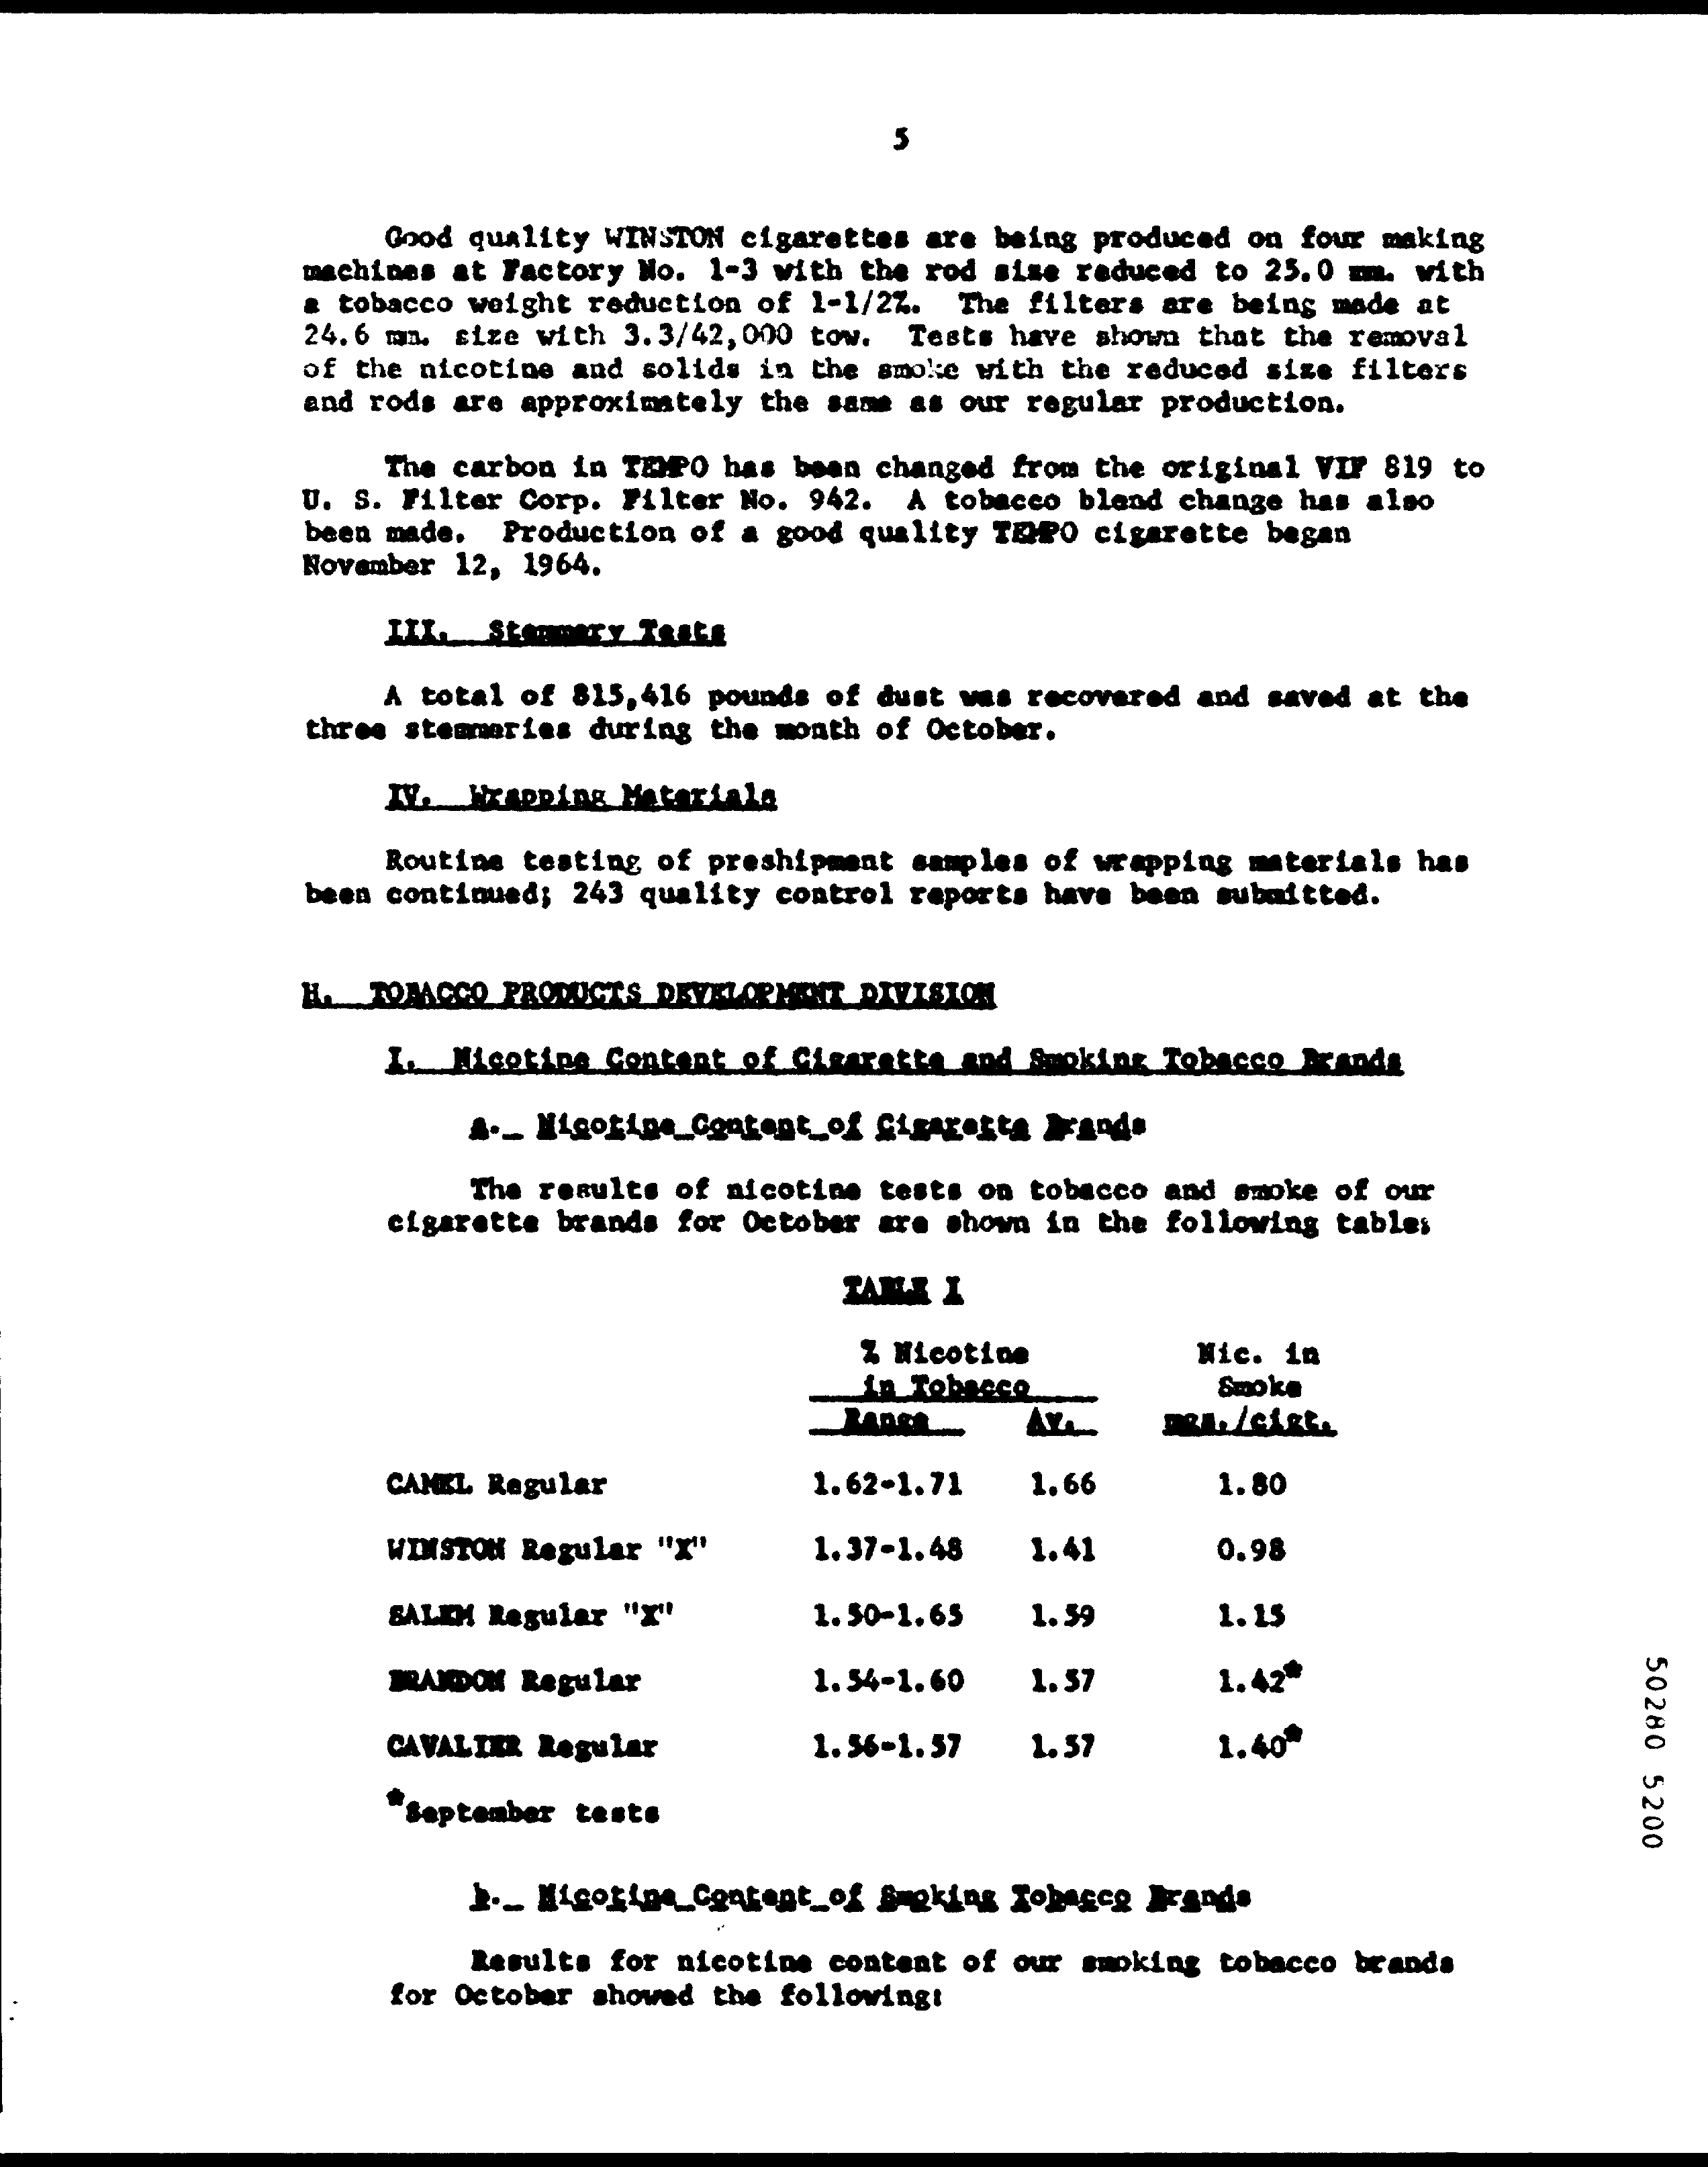 5
Good quality WINSTON cigarettes are being produced on four making
machines at Factory No. 1-3 with the rod size reduced to 25.0 mm. with
a tobacco weight reduction of 1-1/2%. The filters are being made at
24.6 mm. size with 3.3/42,000 tow. Tests have shown that the removal
of the nicotine and solids in the smoke with the reduced size filters
and rods are approximately the same as our regular production.
The carbon in TEMPO has been changed from the original VIF 819 to
U. S. Filter Corp. Filter No. 942. A tobacco blend change has also
been made. Production of a good quality TEMPO cigarette began
November 12, 1964.
III. Stemmery Tests
A total of 815,416 pounds of dust was recovered and saved at the
three stemmeries during the month of October.
IV. Wrapping Materials
Routine testing of preshipment samples of wrapping materials has
been continued; 243 quality control reports have been submitted.
H. TOBACCO PRODUCTS DEVELOPMENT DIVISION
I. Nicotine Content of Cigarette and Smoking Tobacco Brands
a. Nicotine Content of Cigarette Brands
The results of nicotine tests on tobacco and smoke of our
cigarette brands for October are shown in the following table:
TABLE I
% Nicotine Nic. in
in Tobacco Smoke
Range Av. mgm./cigt.
CAMEL Regular 1.62-1.71 1.66 1.80
WINSTON Regular "X" 1.37-1.48 1.41 0.98
SALEM Regular "X" 1.50-1.65 1.59 1.15
BRANDON Regular 1.54-1.60 1.57 1.42*
CAVALIER Regular 1.56-1.57 1.57 1.40*
*September tests
b. Nicotine Content of Smoking Tobacco Brands
Results for nicotine content of our smoking tobacco brands
for October showed the following:
50280 5200